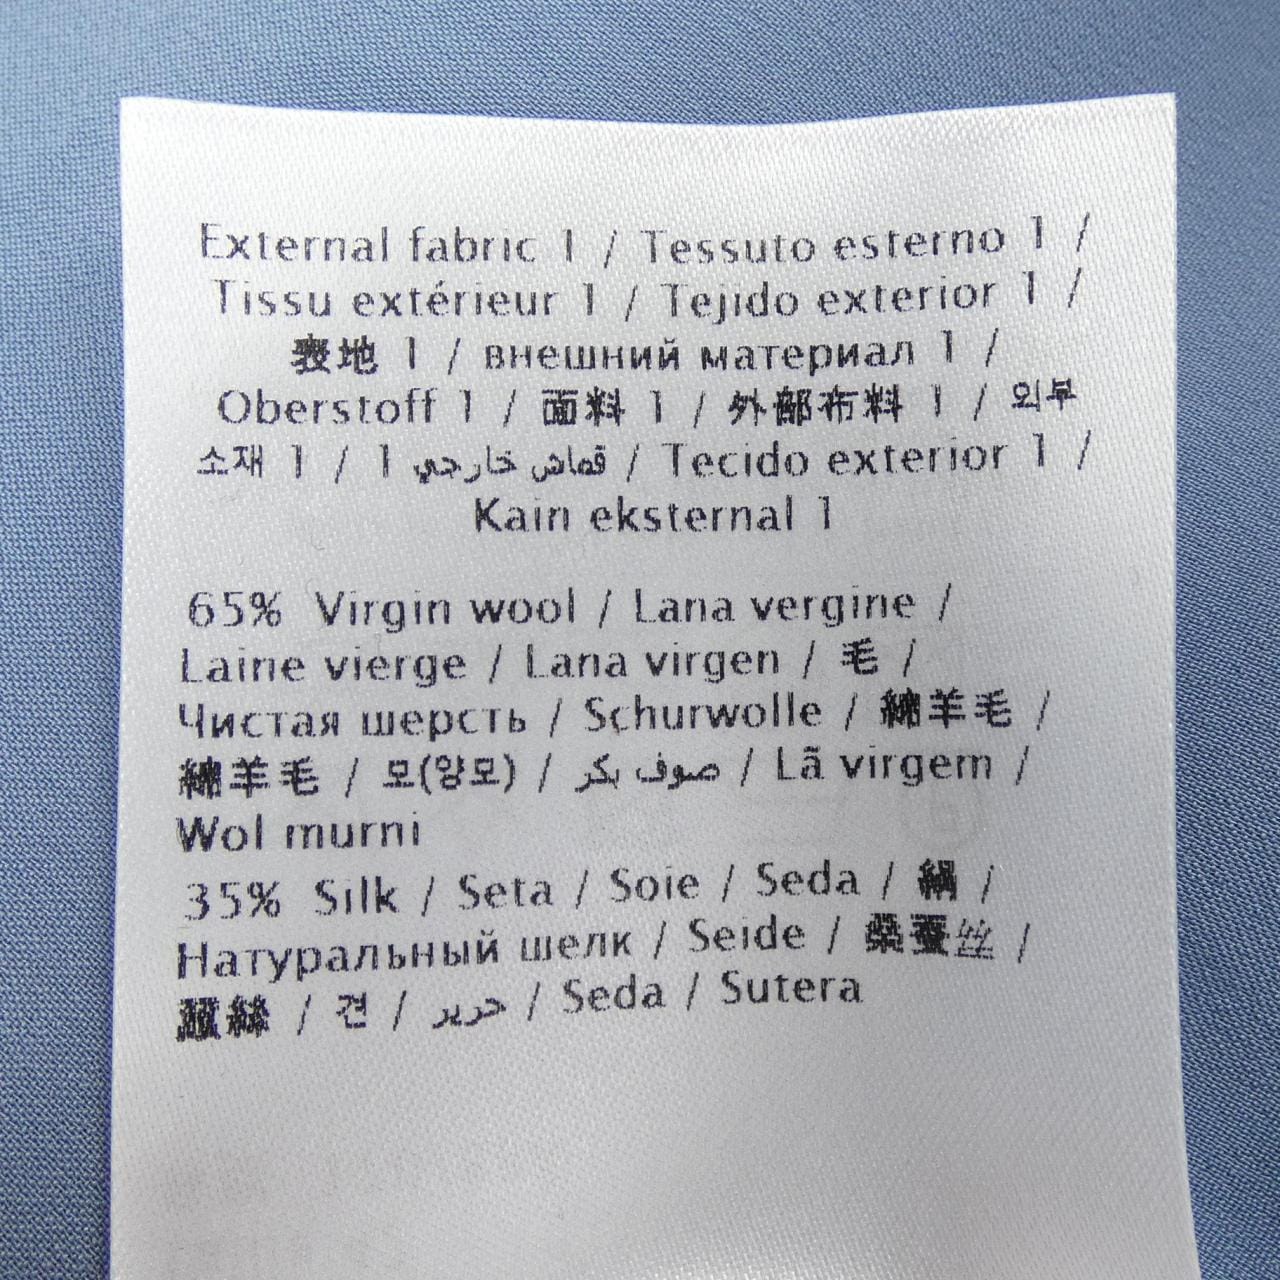 External fabric 1 / Tessuto esterno 1 /
Tissu extérieur 1 / Tejido exterior 1 /
表地 1 / внешний материал 1 /
Oberstoff 1 / 面料 1 / 外部布料 1 / 외부
소재 1 / 1 قماش خارجي / Tecido exterior 1 /
Kain eksternal 1
65% Virgin wool / Lana vergine /
Laine vierge / Lana virgen / 毛 /
Чистая шерсть / Schurwolle / 綿羊毛 /
綿羊毛 / 모(양모) / صوف بكر / Lã virgem /
Wol murni
35% Silk / Seta / Soie / Seda / 絹 /
Натуральный шелк / Seide / 桑蚕丝 /
蠶絲 / 견 / حرير / Seda / Sutera